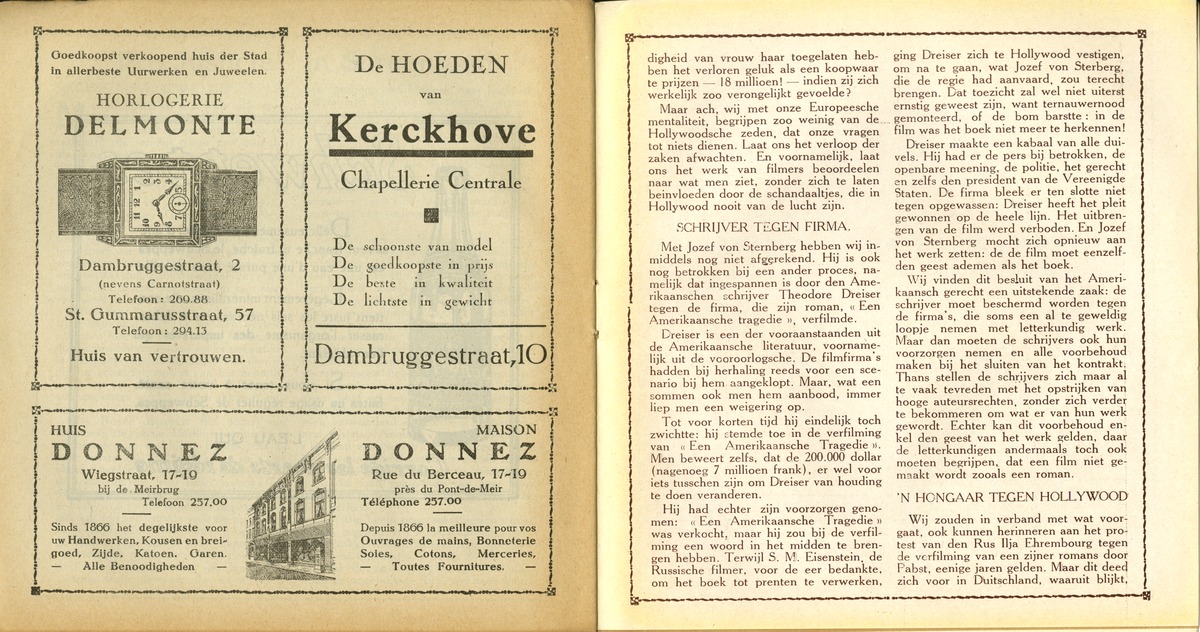 Goedkoopst verkoopend huis der Stad
in allerbeste Uurwerken en Juweelen.
HORLOGERIE
DELMONTE
Dambruggestraat, 2
(nevens Carnotstraat)
Telefoon : 269.88
St. Gummarusstraat, 57
Telefoon : 294.13
Huis van vertrouwen.
De HOEDEN
van
Kerckhove
Chapellerie Centrale
De schoonste van model
De goedkoopste in prijs
De beste in kwaliteit
De lichtste in gewicht
Dambruggestraat,10
HUIS
DONNEZ
Wiegstraat, 17-19
bij de Meirbrug
Telefoon 257.00
Sinds 1866 het degelijkste voor
uw Handwerken, Kousen en brei-
goed, Zijde, Katoen, Garen.
— Alle Benoodigheden —
MAISON
DONNEZ
Rue du Berceau, 17-19
près du Pont-de-Meir
Téléphone 257.00
Depuis 1866 la meilleure pour vos
Ouvrages de mains, Bonneterie
Soies, Cotons, Merceries,
— Toutes Fournitures. —
digheid van vrouw haar toegelaten heb-
ben het verloren geluk als een koopwaar
te prijzen — 18 millioen! — indien zij zich
werkelijk zoo verongelijkt gevoelde?
Maar ach, wij met onze Europeesche
mentaliteit, begrijpen zoo weinig van de
Hollywoodsche zeden, dat onze vragen
tot niets dienen. Laat ons het verloop der
zaken afwachten. En voornamelijk, laat
ons het werk van filmers beoordeelen
naar wat men ziet, zonder zich te laten
beinvloeden door de schandaaltjes, die in
Hollywood nooit van de lucht zijn.
SCHRIJVER TEGEN FIRMA.
Met Jozef von Sternberg hebben wij in-
middels nog niet afgerekend. Hij is ook
nog betrokken bij een ander proces, na-
melijk dat ingespannen is door den Ame-
rikaanschen schrijver Theodore Dreiser
tegen de firma, die zijn roman, « Een
Amerikaansche tragedie », verfilmde.
Dreiser is een der vooraanstanden uit
de Amerikaansche literatuur, voorname-
lijk uit de vooroorlogsche. De filmfirma's
hadden bij herhaling reeds voor een sce-
nario bij hem aangeklopt. Maar, wat een
sommen ook men hem aanbood, immer
liep men een weigering op.
Tot voor korten tijd hij eindelijk toch
zwichtte: hij stemde toe in de verfilming
van « Een Amerikaansche Tragedie ».
Men beweert zelfs, dat de 200.000 dollar
(nagenoeg 7 millioen frank), er wel voor
iets tusschen zijn om Dreiser van houding
te doen veranderen.
Hij had echter zijn voorzorgen geno-
men: « Een Amerikaansche Tragedie »
was verkocht, maar hij zou bij de verfil-
ming een woord in het midden te bren-
gen hebben. Terwijl S. M. Eisenstein, de
Russische filmer, voor de eer bedankte,
om het boek tot prenten te verwerken,
ging Dreiser zich te Hollywood vestigen,
om na te gaan, wat Jozef von Sterberg,
die de regie had aanvaard, zou terecht
brengen. Dat toezicht zal wel niet uiterst
ernstig geweest zijn, want ternauwernood
gemonteerd, of de bom barstte : in de
film was het boek niet meer te herkennen!
Dreiser maakte een kabaal van alle dui-
vels. Hij had er de pers bij betrokken, de
openbare meening, de politie, het gerecht
en zelfs den president van de Vereenigde
Staten. De firma bleek er ten slotte niet
tegen opgewassen: Dreiser heeft het pleit
gewonnen op de heele lijn. Het uitbren-
gen van de film werd verboden. En Jozef
von Sternberg mocht zich opnieuw aan
het werk zetten: de de film moet eenzelf-
den geest ademen als het boek.
Wij vinden dit besluit van het Ameri-
kaansch gerecht een uitstekende zaak: de
schrijver moet beschermd worden tegen
de firma's, die soms een al te geweldig
loopje nemen met letterkundig werk.
Maar dan moeten de schrijvers ook hun
voorzorgen nemen en alle voorbehoud
maken bij het sluiten van het kontrakt.
Thans stellen de schrijvers zich maar al
te vaak tevreden met het opstrijken van
hooge auteursrechten, zonder zich verder
te bekommeren om wat er van hun werk
gewordt. Echter kan dit voorbehoud en-
kel den geest van het werk gelden, daar
de letterkundigen andermaals toch ook
moeten begrijpen, dat een film niet ge-
maakt wordt zooals een roman.
'N HONGAAR TEGEN HOLLYWOOD
Wij zouden in verband met wat voor-
gaat, ook kunnen herinneren aan het pro-
test van den Rus Ilja Ehrembourg tegen
de verfilming van een zijner romans door
Pabst, eenige jaren gelden. Maar dit deed
zich voor in Duitschland, waaruit blijkt,